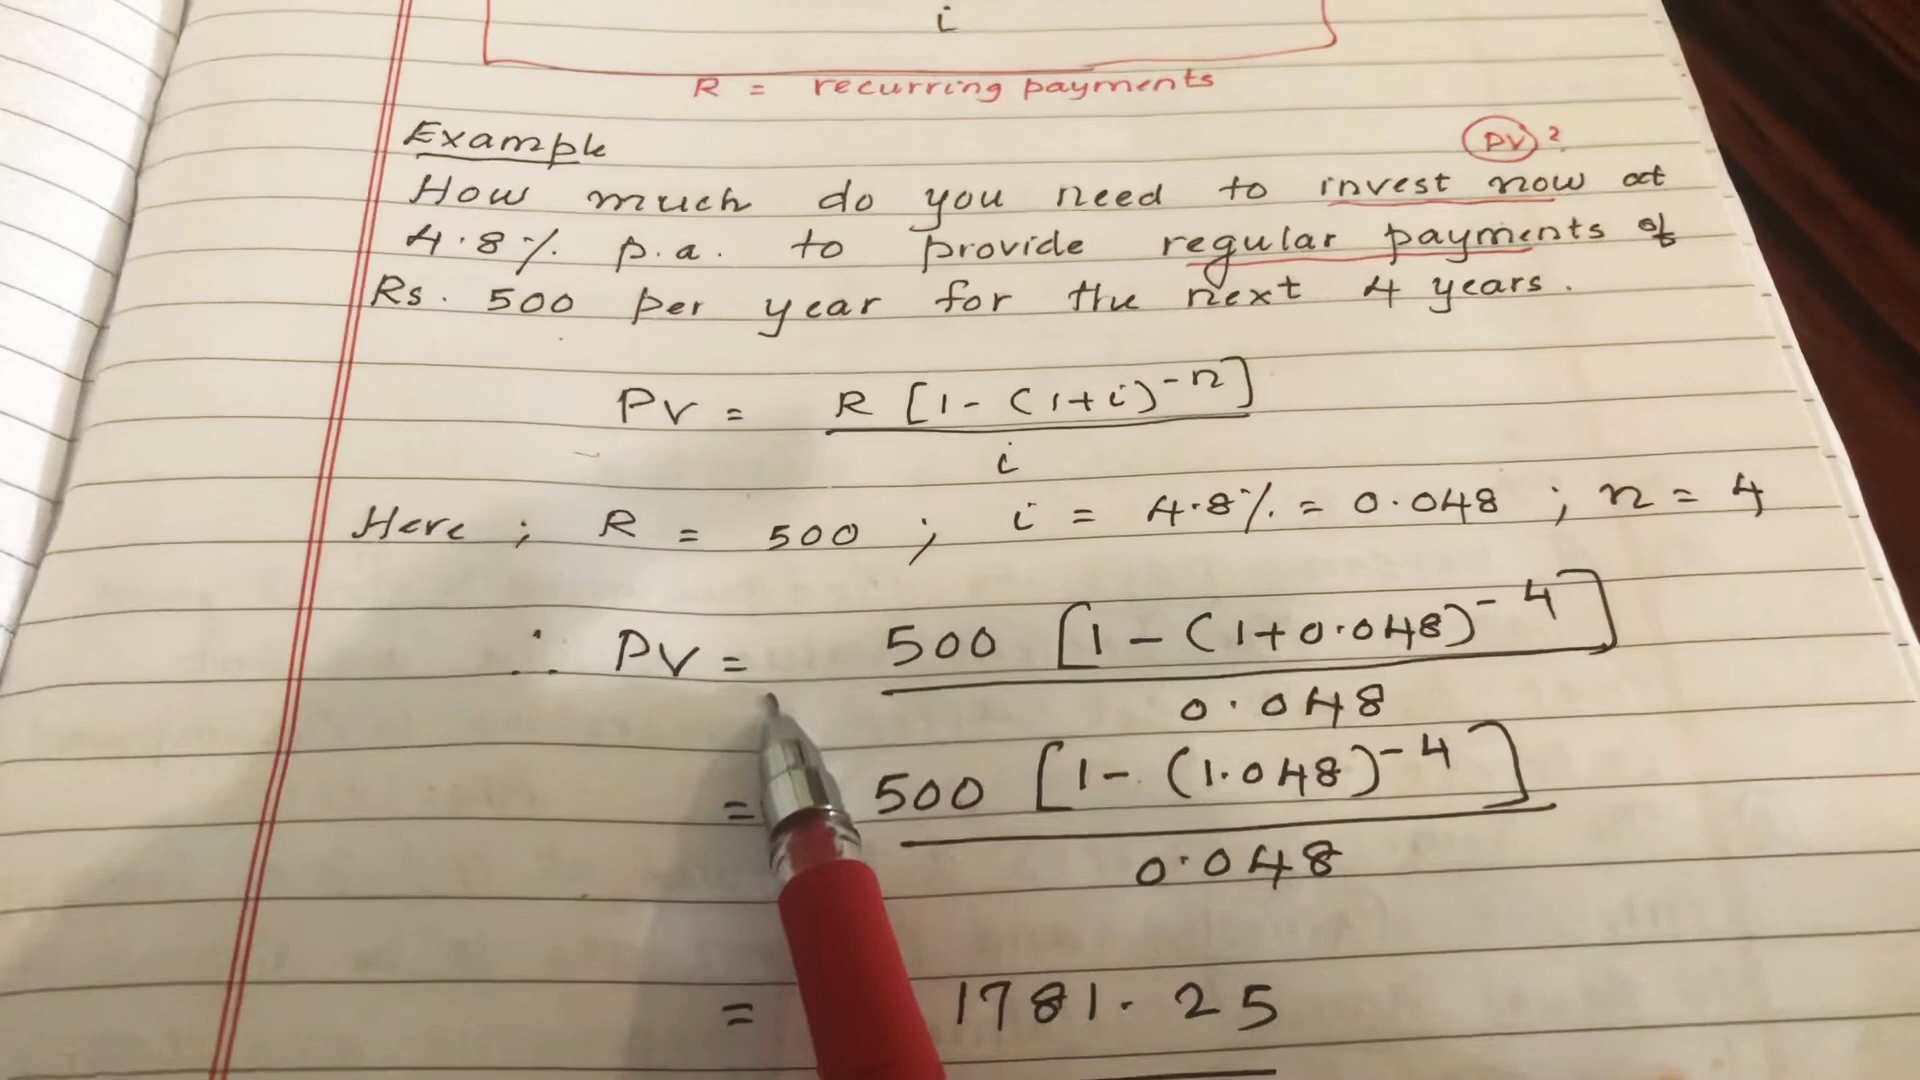 i
R = recurring payments
Example
PV ?
How much do you need to invest now at
4.8% p.a. to provide regular payments of
Rs. 500 per year for the next 4 years.
PV = R [1 - (1+i)^-n]
i
Here ; R = 500 ; i = 4.8% = 0.048 ; n = 4
∴ PV = 500 [1 - (1+0.048)^-4]
0.048
= 500 [1 - (1.048)^-4]
0.048
= 1781.25